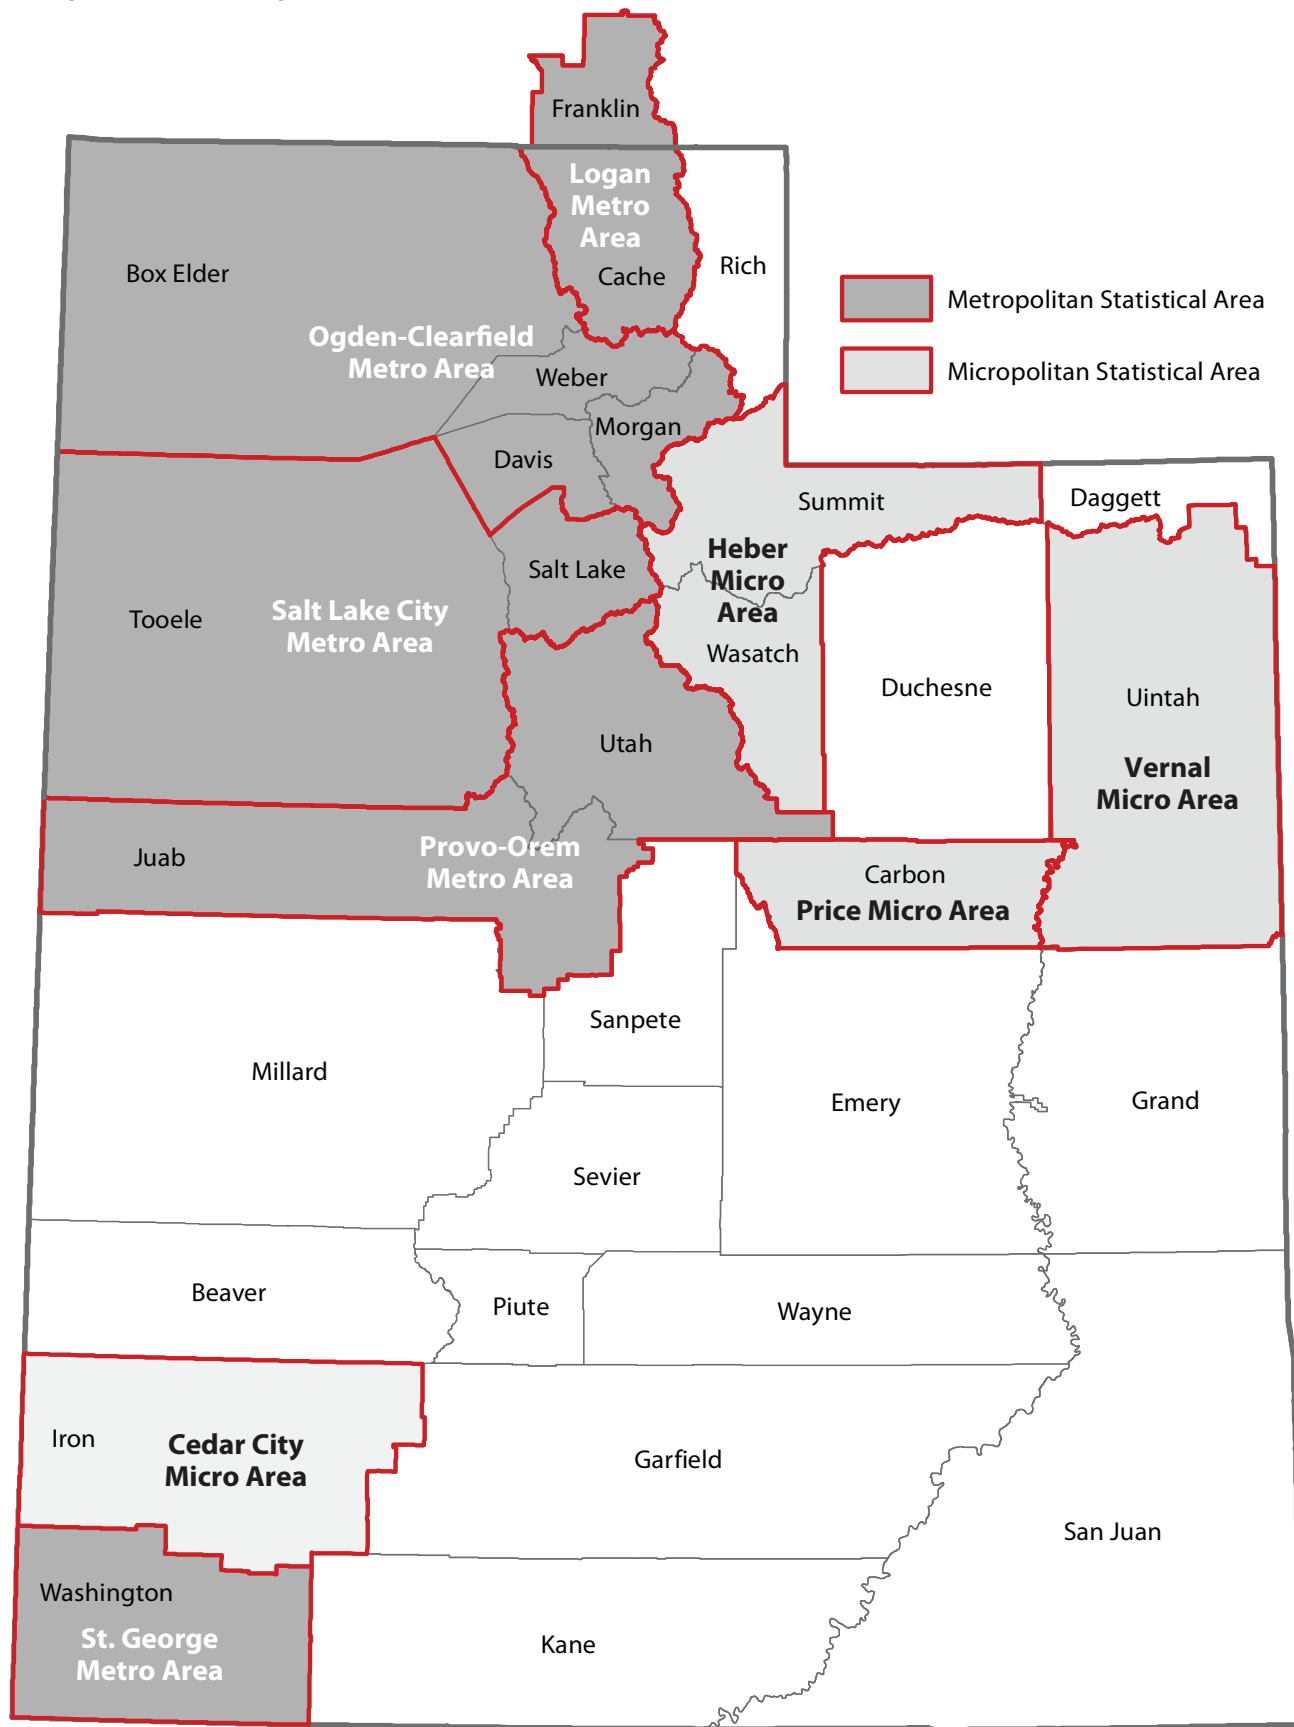 Franklin
Logan
Metro
Area
Cache
Rich
Box Elder
Metropolitan Statistical Area
Ogden-Clearfield
Metro Area
Micropolitan Statistical Area
Weber
Morgan
Davis
Summit
Daggett
Heber
Micro
Area
Salt Lake
Tooele
Salt Lake City
Metro Area
Wasatch
Duchesne
Uintah
Utah
Vernal
Micro Area
Juab
Provo-Orem
Metro Area
Carbon
Price Micro Area
Sanpete
Millard
Emery
Grand
Sevier
Beaver
Piute
Wayne
Iron
Cedar City
Micro Area
Garfield
San Juan
Washington
St. George
Metro Area
Kane